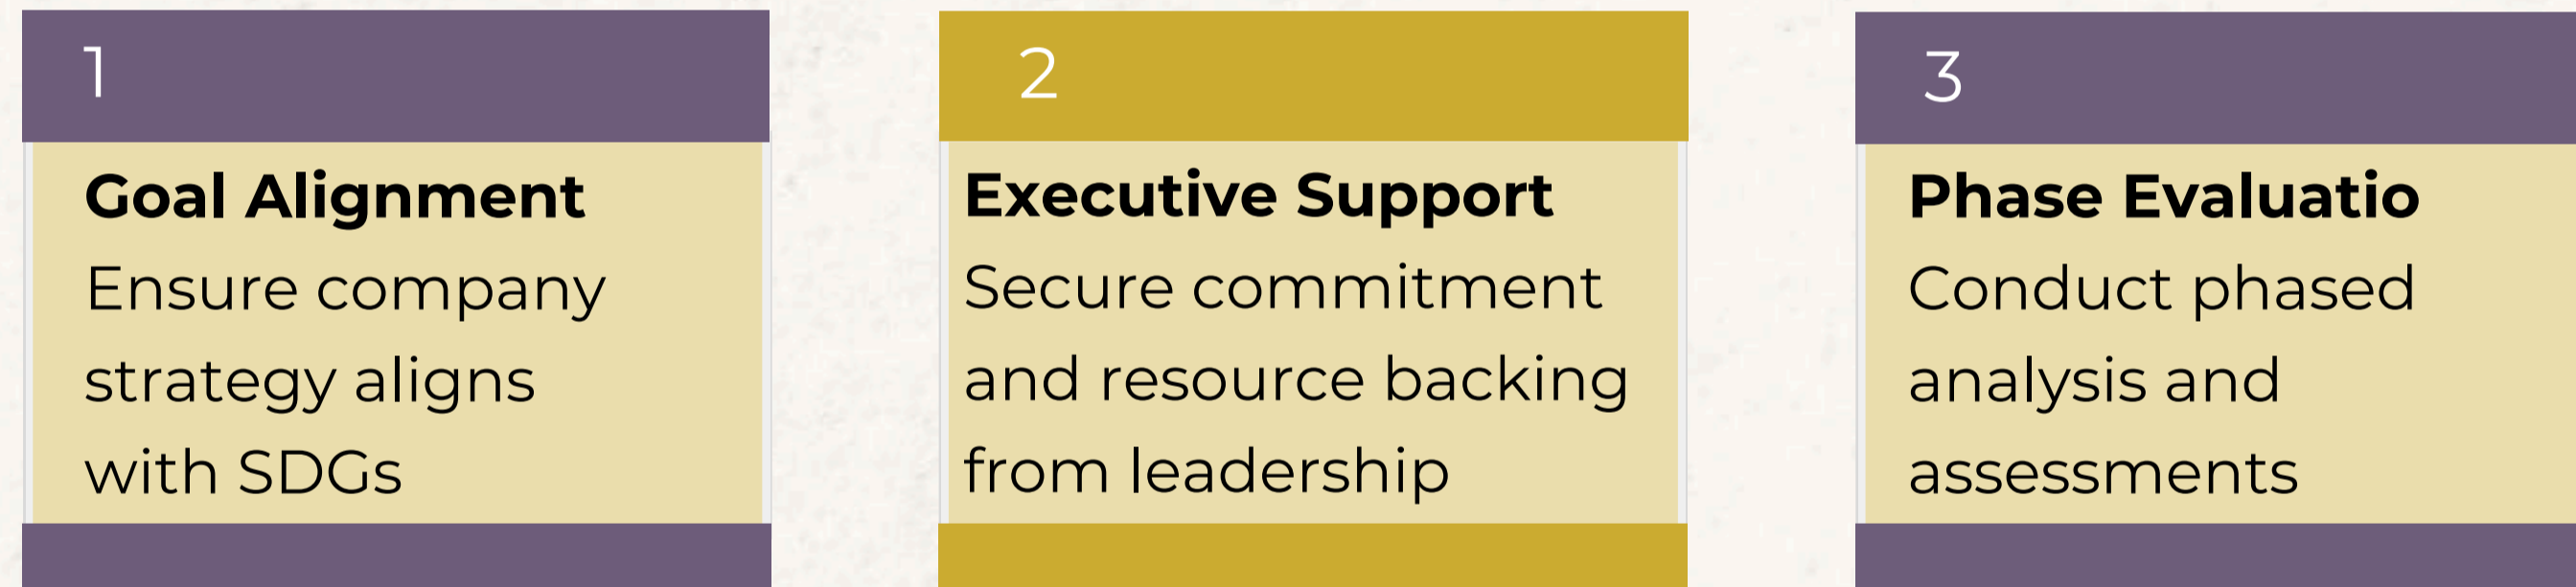 1
Goal Alignment
Ensure company
strategy aligns
with SDGs
2
Executive Support
Secure commitment
and resource backing
from leadership
3
Phase Evaluatio
Conduct phased
analysis and
assessments